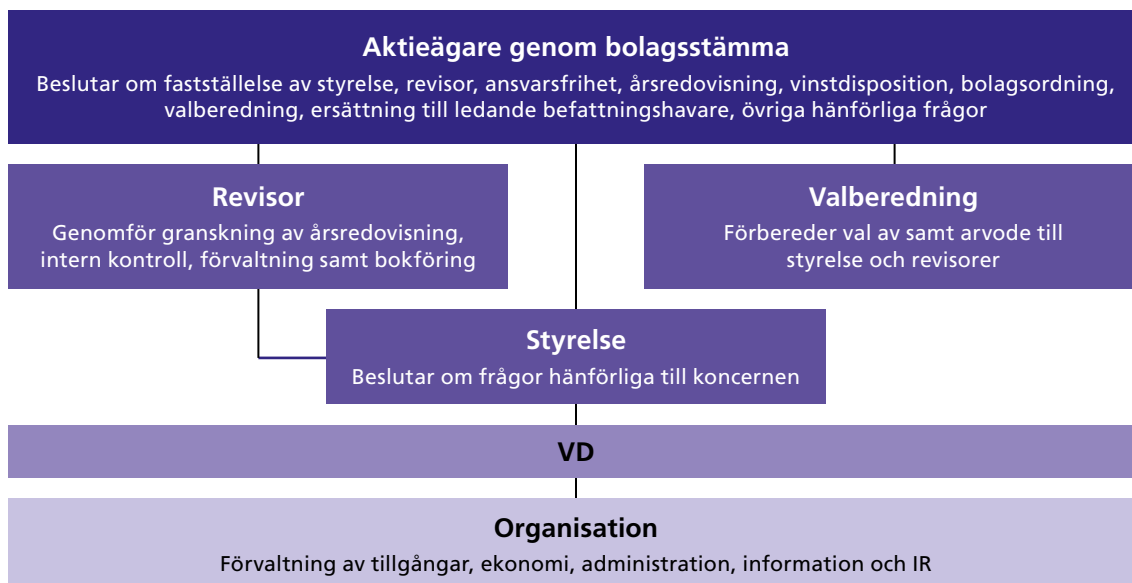 Aktieägare genom bolagsstämma
Beslutar om fastställelse av styrelse, revisor, ansvarsfrihet, årsredovisning, vinstdisposition, bolagsordning,
valberedning, ersättning till ledande befattningshavare, övriga hänförliga frågor
Revisor
Genomför granskning av årsredovisning,
intern kontroll, förvaltning samt bokföring
Valberedning
Förbereder val av samt arvode till
styrelse och revisorer
Styrelse
Beslutar om frågor hänförliga till koncernen
VD
Organisation
Förvaltning av tillgångar, ekonomi, administration, information och IR